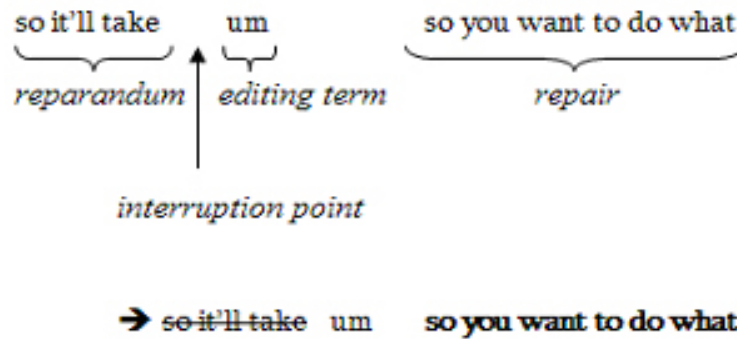 so it'll take um so you want to do what
reparandum editing term repair
interruption point
➔ so it'll take um so you want to do what